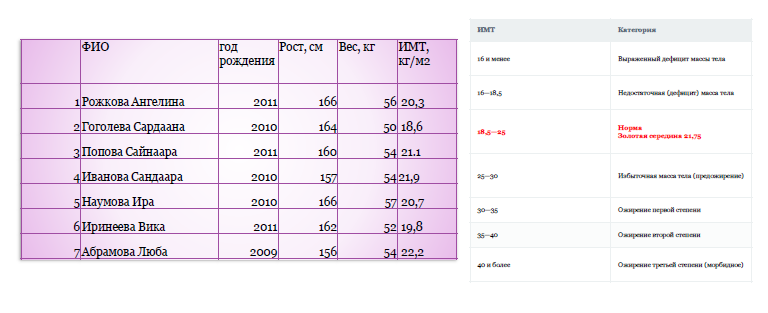 ФИО год рождения Рост, см Вес, кг ИМТ, кг/м2
1 Рожкова Ангелина 2011 166 56 20,3
2 Гоголева Сардаана 2010 164 50 18,6
3 Попова Сайнаара 2011 160 54 21.1
4 Иванова Сандаара 2010 157 54 21,9
5 Наумова Ира 2010 166 57 20,7
6 Иринеева Вика 2011 162 52 19,8
7 Абрамова Люба 2009 156 54 22,2
ИМТ Категория
16 и менее Выраженный дефицит массы тела
16—18,5 Недостаточная (дефицит) масса тела
18,5—25 Норма
Золотая середина 21,75
25—30 Избыточная масса тела (предожирение)
30—35 Ожирение первой степени
35—40 Ожирение второй степени
40 и более Ожирение третьей степени (морбидное)